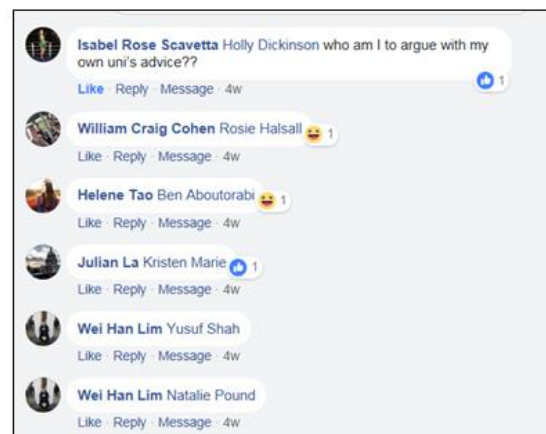 Isabel Rose Scavetta Holly Dickinson who am I to argue with my
own uni's advice??
1
Like · Reply · Message · 4w
William Craig Cohen Rosie Halsall
1
Like · Reply · Message · 4w
Helene Tao Ben Aboutorabi
1
Like · Reply · Message · 4w
Julian La Kristen Marie
1
Like · Reply · Message · 4w
Wei Han Lim Yusuf Shah
Like · Reply · Message · 4w
Wei Han Lim Natalie Pound
Like · Reply · Message · 4w